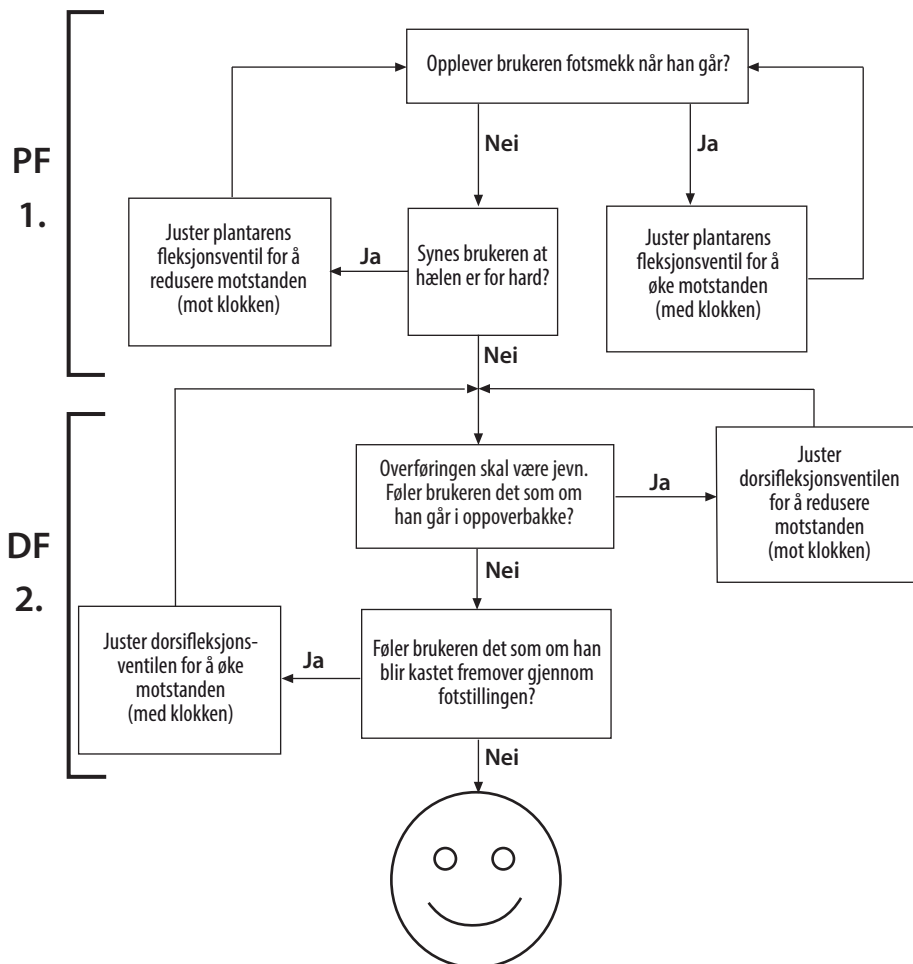 PF
1.
Opplever brukeren fotsmekk når han går?
Nei
Ja
Juster plantarens
fleksjonsventil for å
redusere motstanden
(mot klokken)
Ja
Synes brukeren at
hælen er for hard?
Juster plantarens
fleksjonsventil for å
øke motstanden
(med klokken)
Nei
DF
2.
Overføringen skal være jevn.
Føler brukeren det som om
han går i oppoverbakke?
Ja
Juster
dorsifleksjonsventilen
for å redusere
motstanden
(mot klokken)
Nei
Juster dorsifleksjons-
ventilen for å øke
motstanden
(med klokken)
Ja
Føler brukeren det som om han
blir kastet fremover gjennom
fotstillingen?
Nei